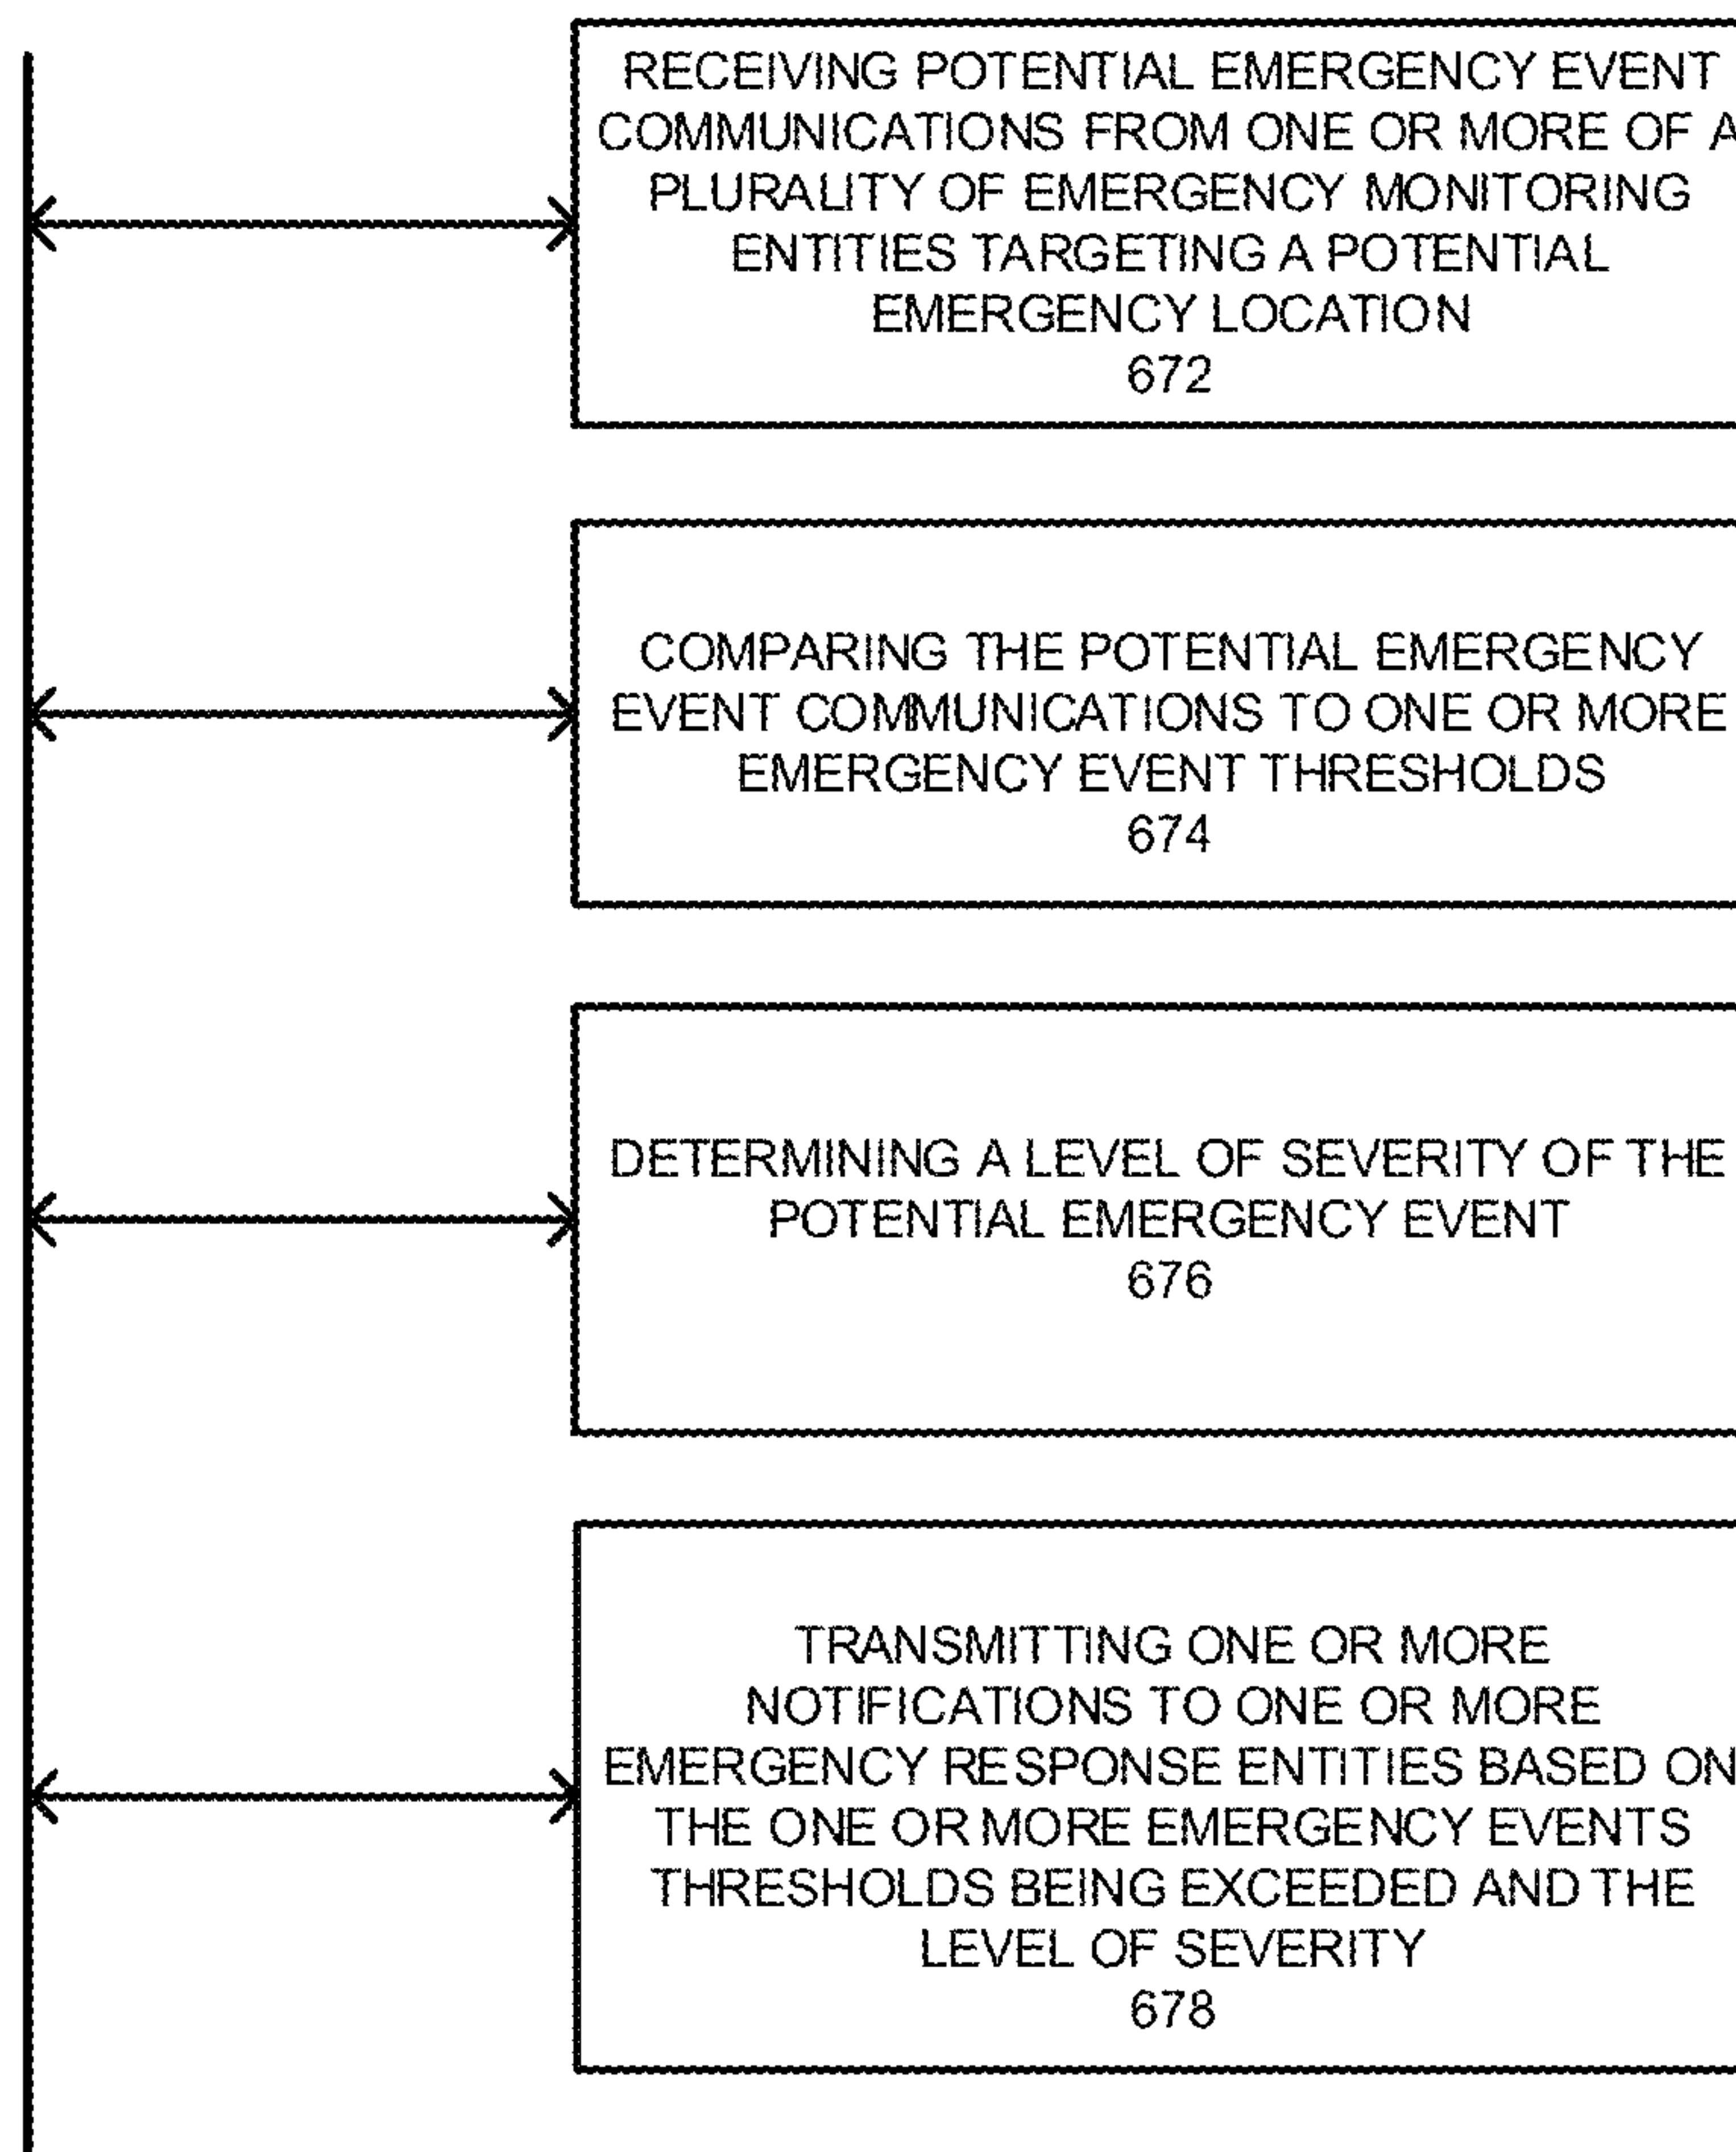 RECEIVING POTENTIAL EMERGENCY EVENT
COMMUNICATIONS FROM ONE OR MORE OF A
PLURALITY OF EMERGENCY MONITORING
ENTITIES TARGETING A POTENTIAL
EMERGENCY LOCATION
672
COMPARING THE POTENTIAL EMERGENCY
EVENT COMMUNICATIONS TO ONE OR MORE
EMERGENCY EVENT THRESHOLDS
674
DETERMINING A LEVEL OF SEVERITY OF THE
POTENTIAL EMERGENCY EVENT
676
TRANSMITTING ONE OR MORE
NOTIFICATIONS TO ONE OR MORE
EMERGENCY RESPONSE ENTITIES BASED ON
THE ONE OR MORE EMERGENCY EVENTS
THRESHOLDS BEING EXCEEDED AND THE
LEVEL OF SEVERITY
678